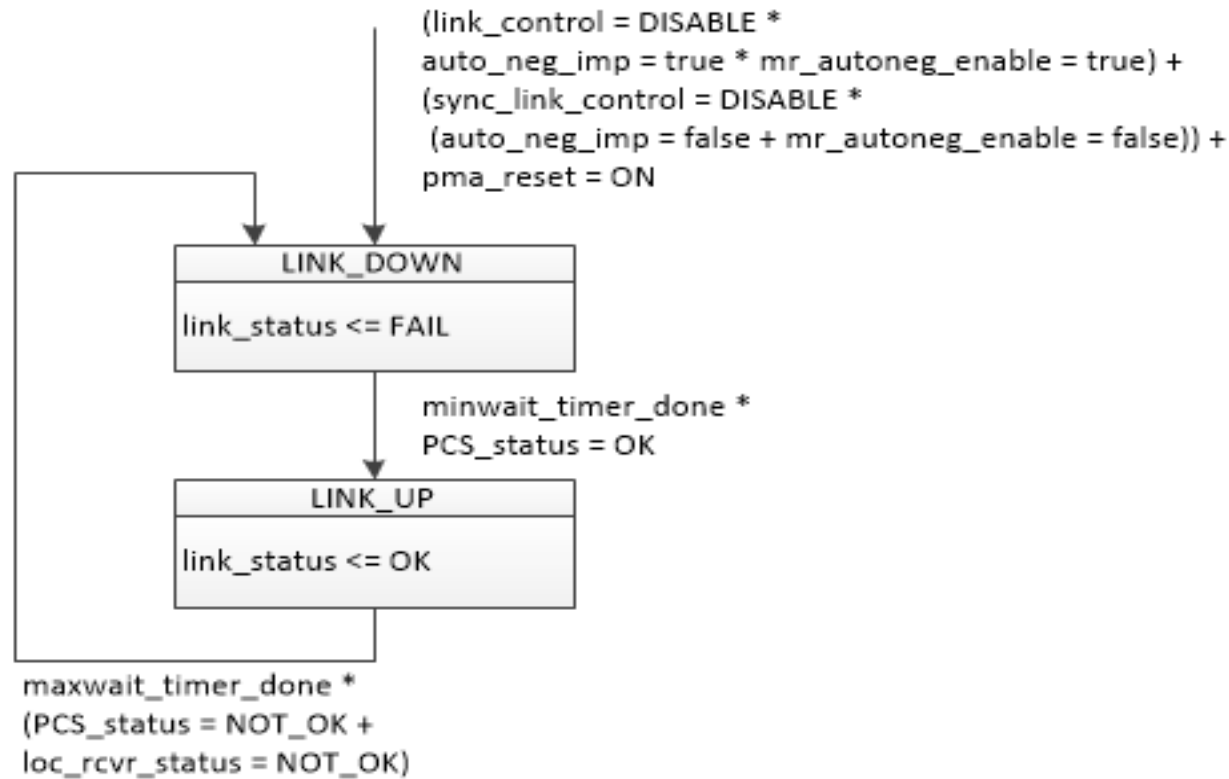 (link_control = DISABLE *
auto_neg_imp = true * mr_autoneg_enable = true) +
(sync_link_control = DISABLE *
(auto_neg_imp = false + mr_autoneg_enable = false)) +
pma_reset = ON
LINK_DOWN
link_status <= FAIL
minwait_timer_done *
PCS_status = OK
LINK_UP
link_status <= OK
maxwait_timer_done *
(PCS_status = NOT_OK +
loc_rcvr_status = NOT_OK)